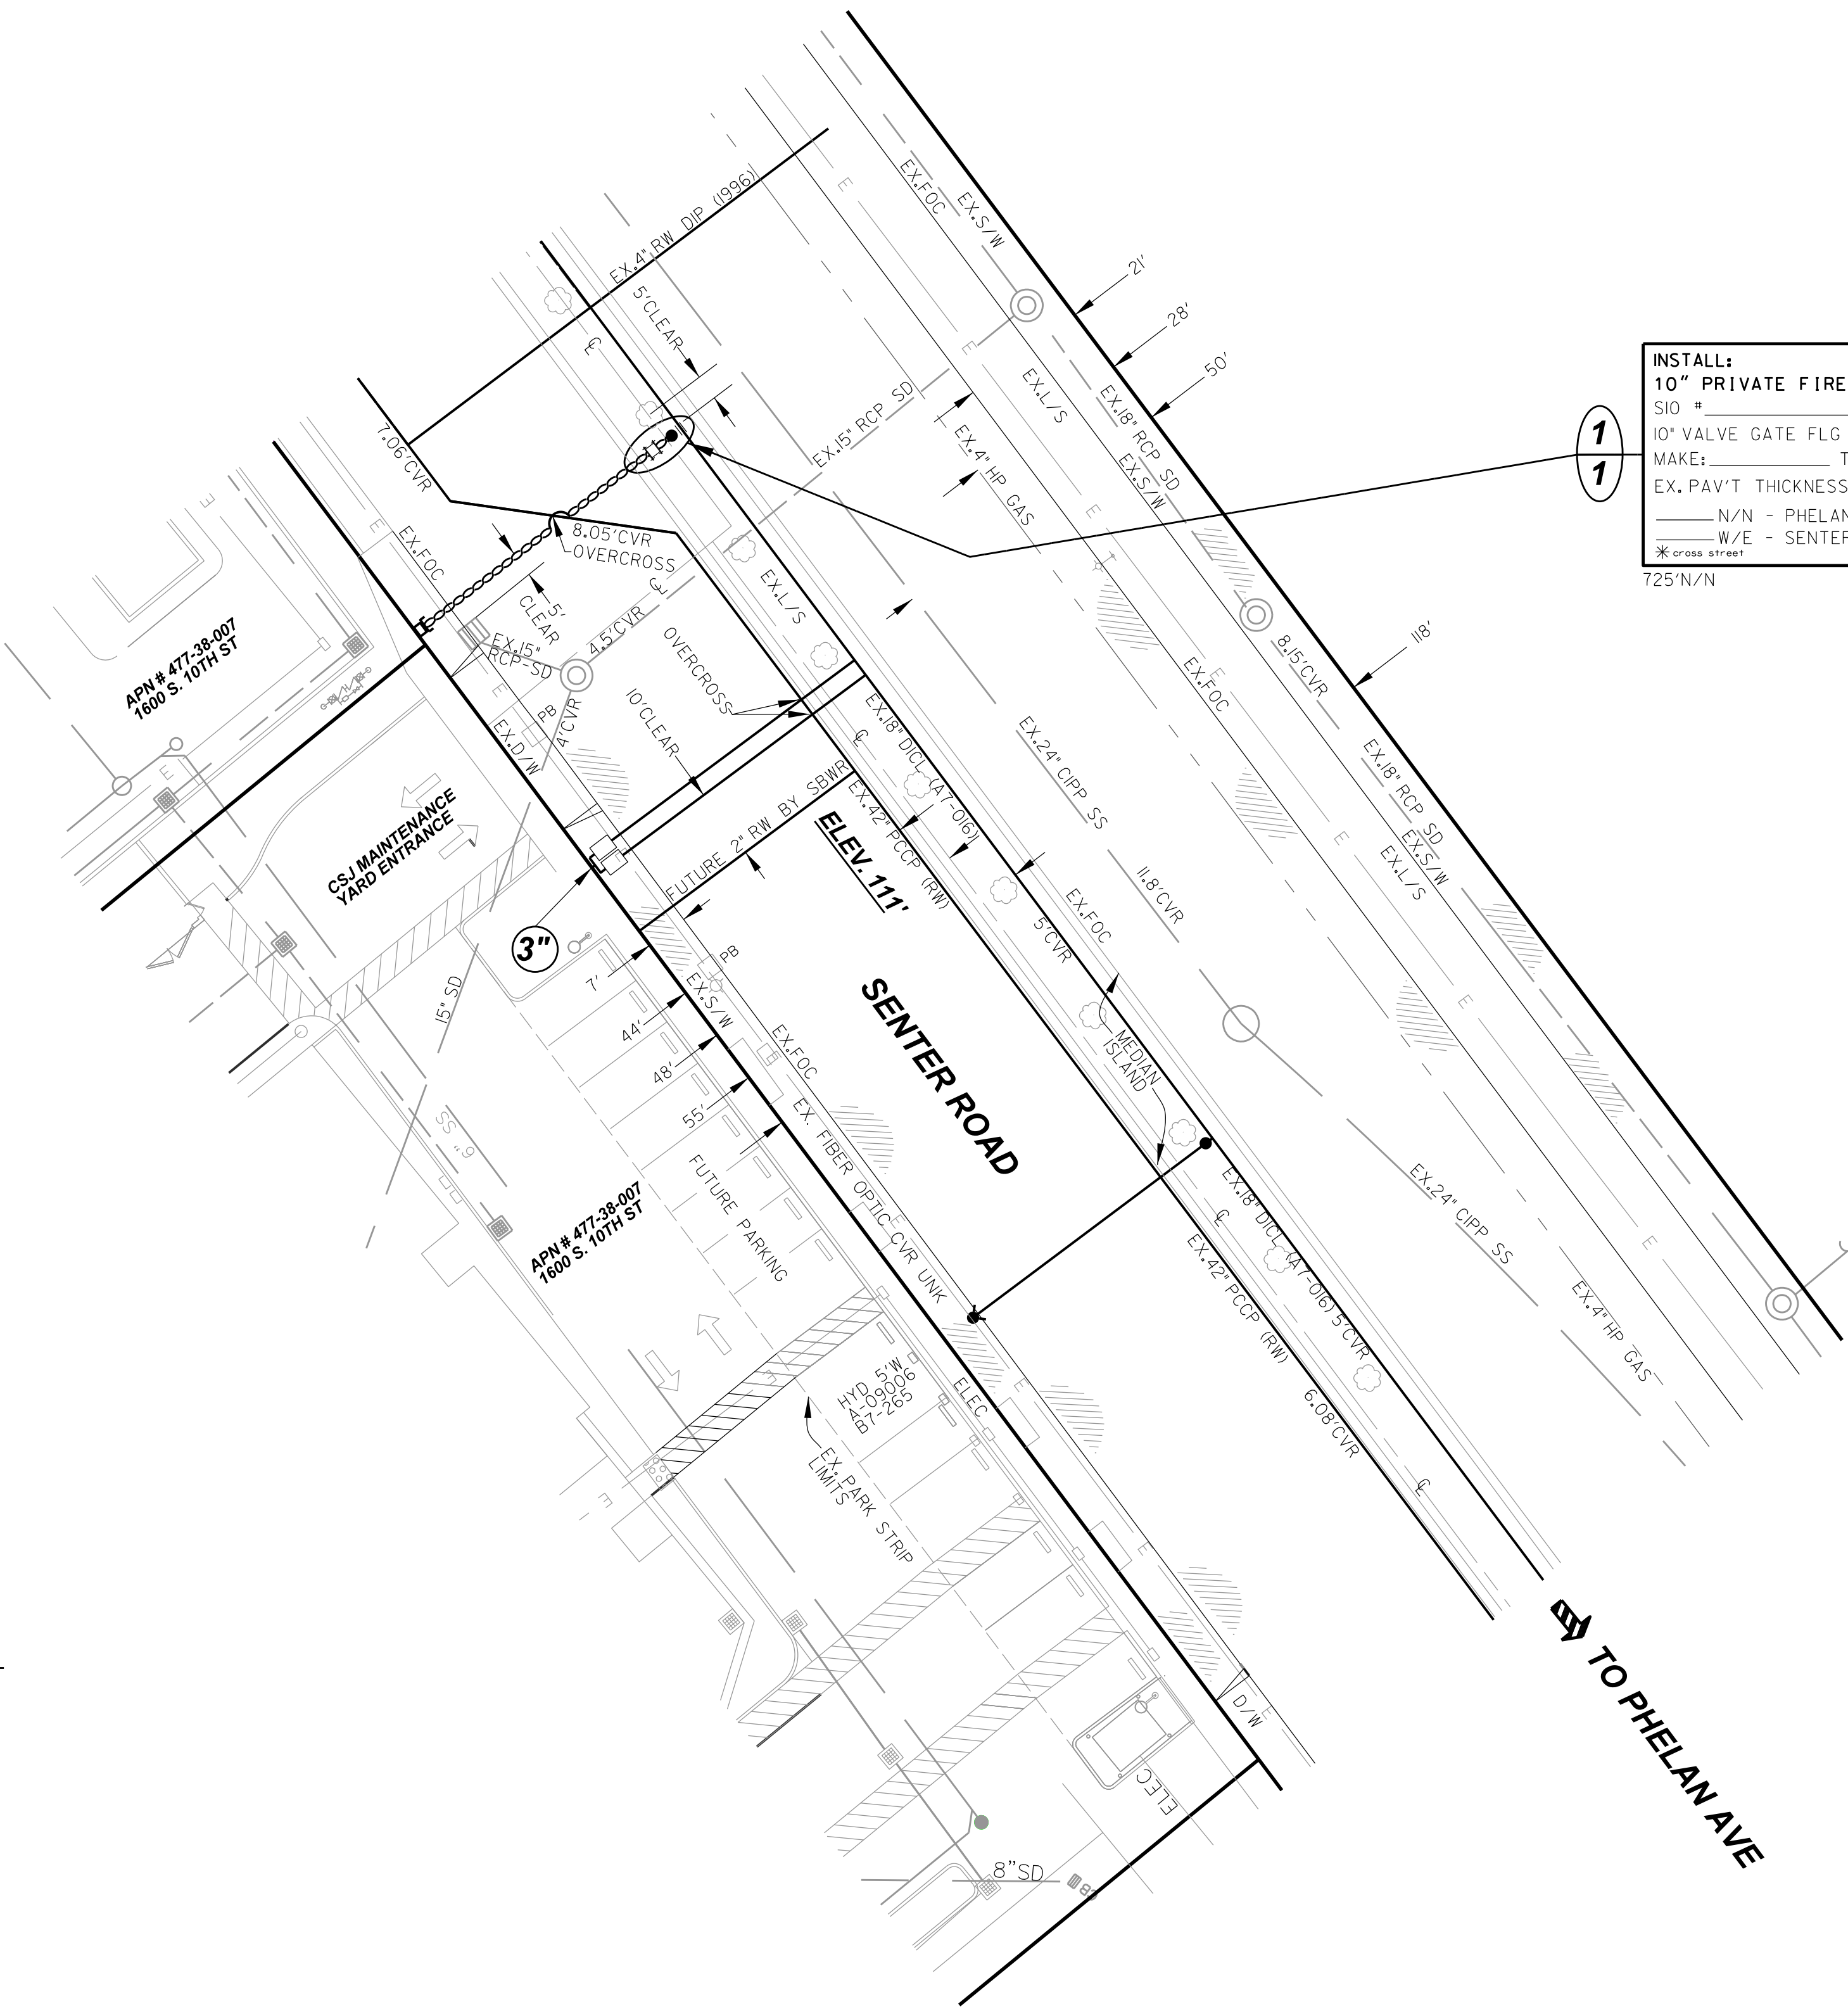 EX.4" RW DIP (1996)
5'CLEAR
℄
7.06'CVR
EX.FOC
EX.S/W
E
21'
28'
50'
118'
EX.L/S
EX.18" RCP SD
EX.S/W
EX.15" RCP SD
EX.4" HP GAS
INSTALL:
10" PRIVATE FIRE
SIO #
10" VALVE GATE FLG
MAKE: T
EX. PAV'T THICKNESS
N/N - PHELAN
W/E - SENTER
* cross street
725'N/N
1
1
8.05'CVR
OVERCROSS
EX.FOC
5'
CLEAR
EX.15"
RCP-SD
4.5'CVR
℄
OVERCROSS
EX.L/S
10'CLEAR
4'CVR
PB
EX.D/W
APN # 477-38-007
1600 S. 10TH ST
CSJ MAINTENANCE
YARD ENTRANCE
EX.FOC
8.15'CVR
EX.18" RCP SD
EX.S/W
EX.L/S
EX.24" CIPP SS
11.8'CVR
EX.18" DICL (A7-016)
℄
EX.42" PCCP (RW)
FUTURE 2" RW BY SBWR
ELEV. 111'
3"
EX.FOC
5'CVR
PB
EX.S/W
7'
44'
48'
55'
15" SD
SS "9
SENTER ROAD
MEDIAN
ISLAND
EX.FOC
EX. FIBER OPTIC CVR UNK
FUTURE PARKING
APN # 477-38-007
1600 S. 10TH ST
EX.18" DICL (A7-016) 5'CVR
℄
EX.42" PCCP (RW)
6.08'CVR
EX.24" CIPP SS
EX.4" HP GAS
ELEC
HYD 5'W
A-09006
B7-265
EX. PARK STRIP
LIMITS
℄
D/W
ELEC
8"SD
CB
TO PHELAN AVE